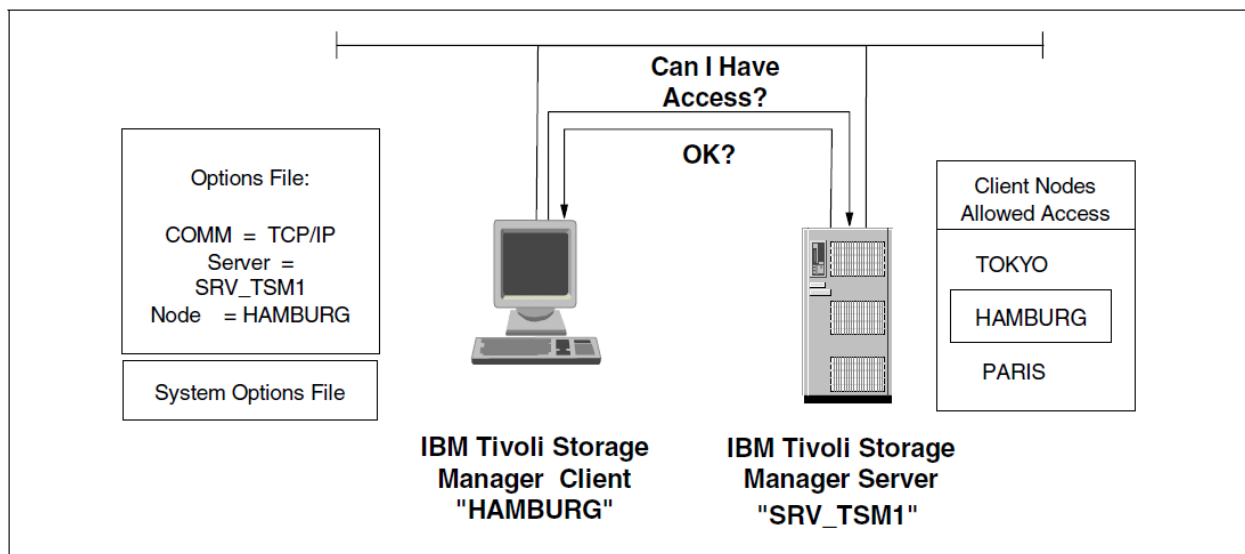 Can I Have
Access?
OK?
Options File:
COMM = TCP/IP
Server =
SRV_TSM1
Node = HAMBURG
System Options File
Client Nodes
Allowed Access
TOKYO
HAMBURG
PARIS
IBM Tivoli Storage
Manager Client
"HAMBURG"
IBM Tivoli Storage
Manager Server
"SRV_TSM1"